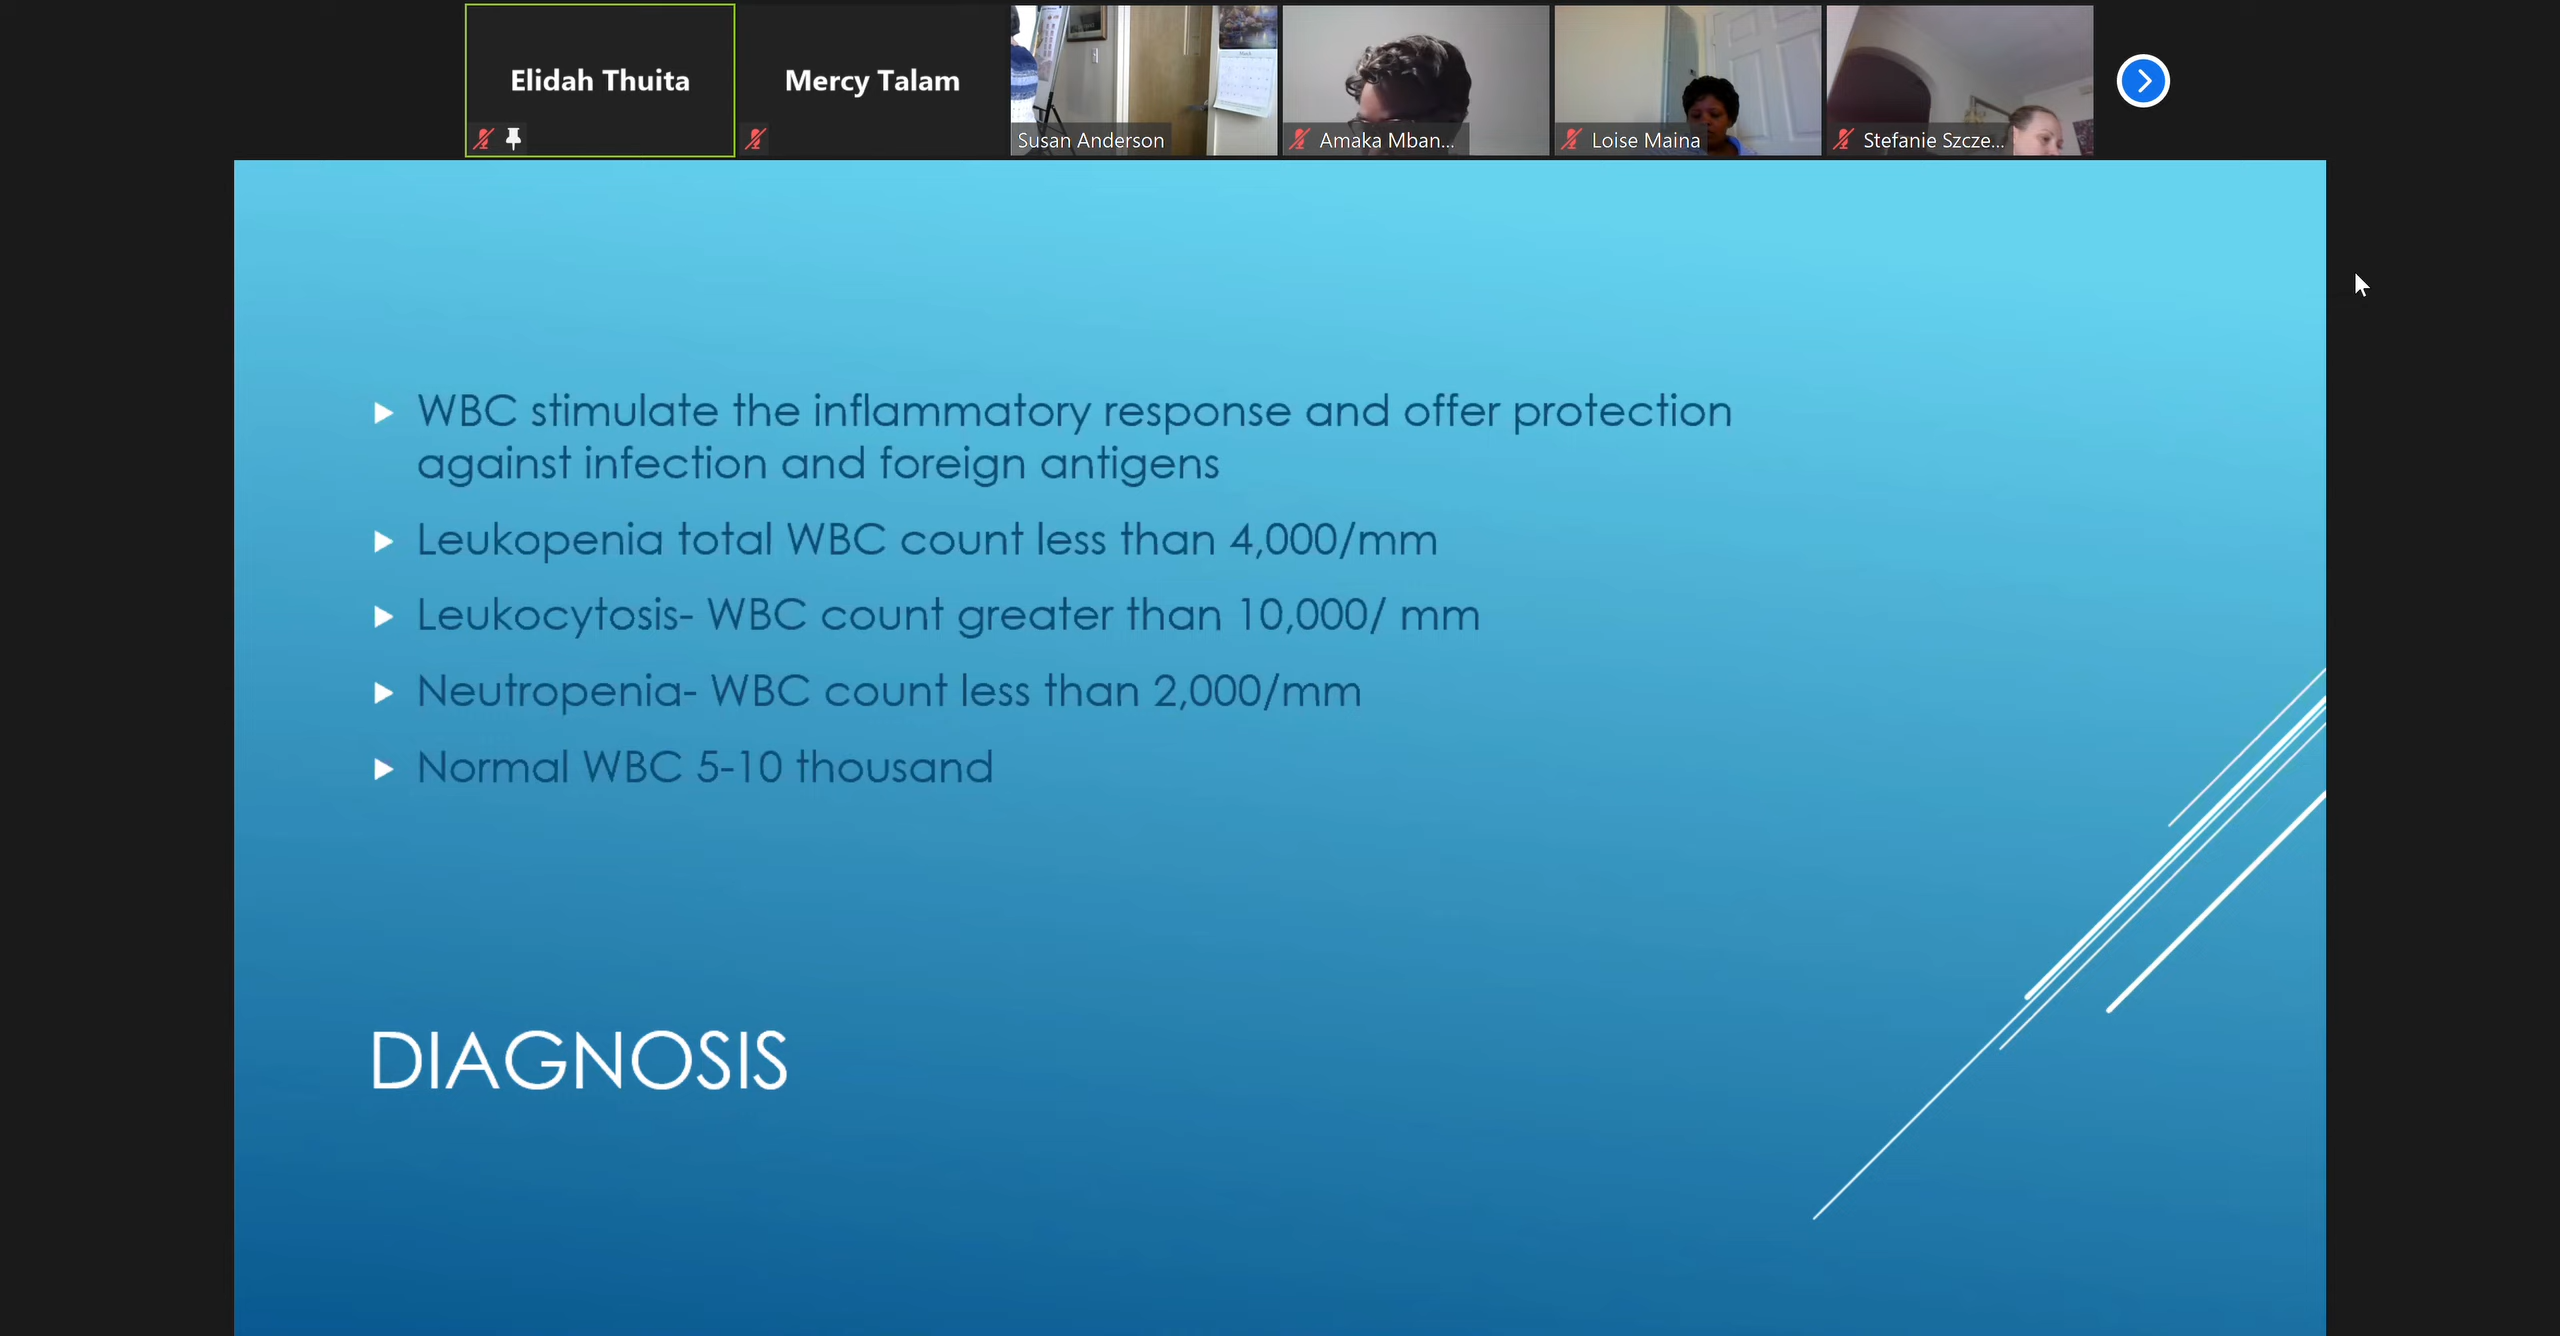 Elidah Thuita
Mercy Talam
Susan Anderson
Amaka Mban...
Loise Maina
Stefanie Szcze...
WBC stimulate the inflammatory response and offer protection
against infection and foreign antigens
Leukopenia total WBC count less than 4,000/mm
Leukocytosis- WBC count greater than 10,000/ mm
Neutropenia- WBC count less than 2,000/mm
Normal WBC 5-10 thousand
DIAGNOSIS